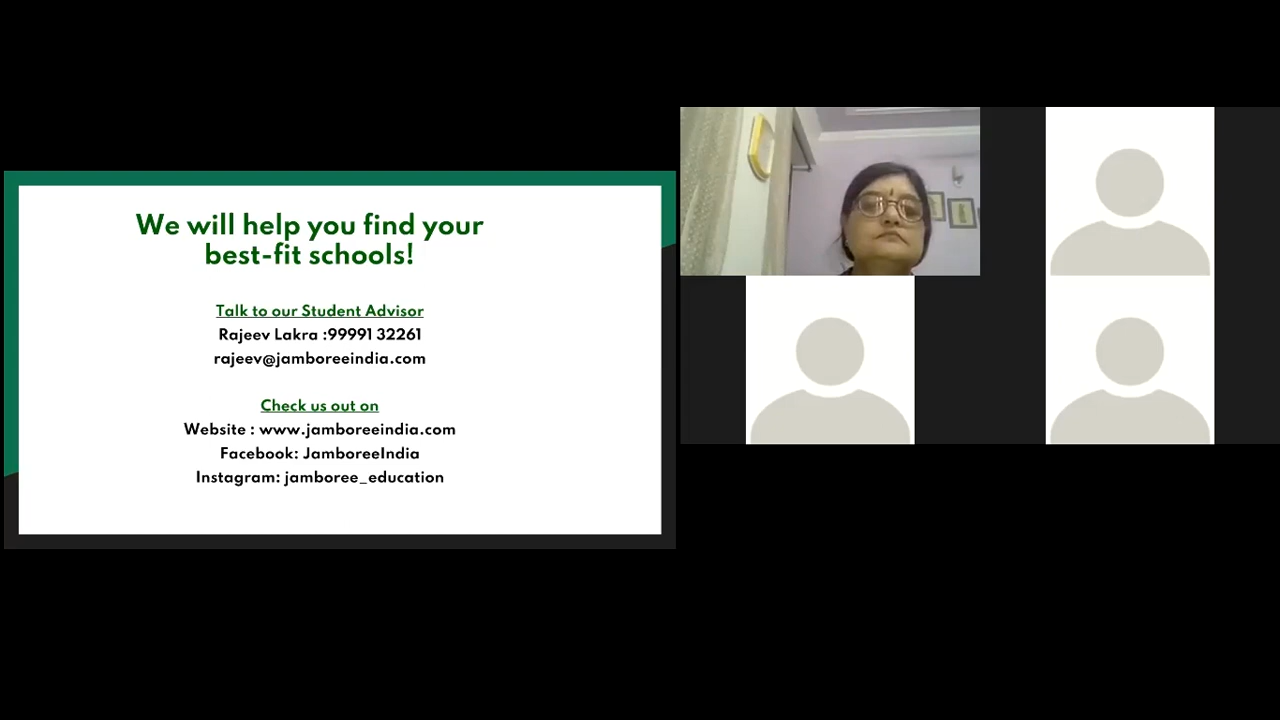 We will help you find your
best-fit schools!
Talk to our Student Advisor
Rajeev Lakra :99991 32261
rajeev@jamboreeindia.com
Check us out on
Website : www.jamboreeindia.com
Facebook: JamboreeIndia
Instagram: jamboree_education